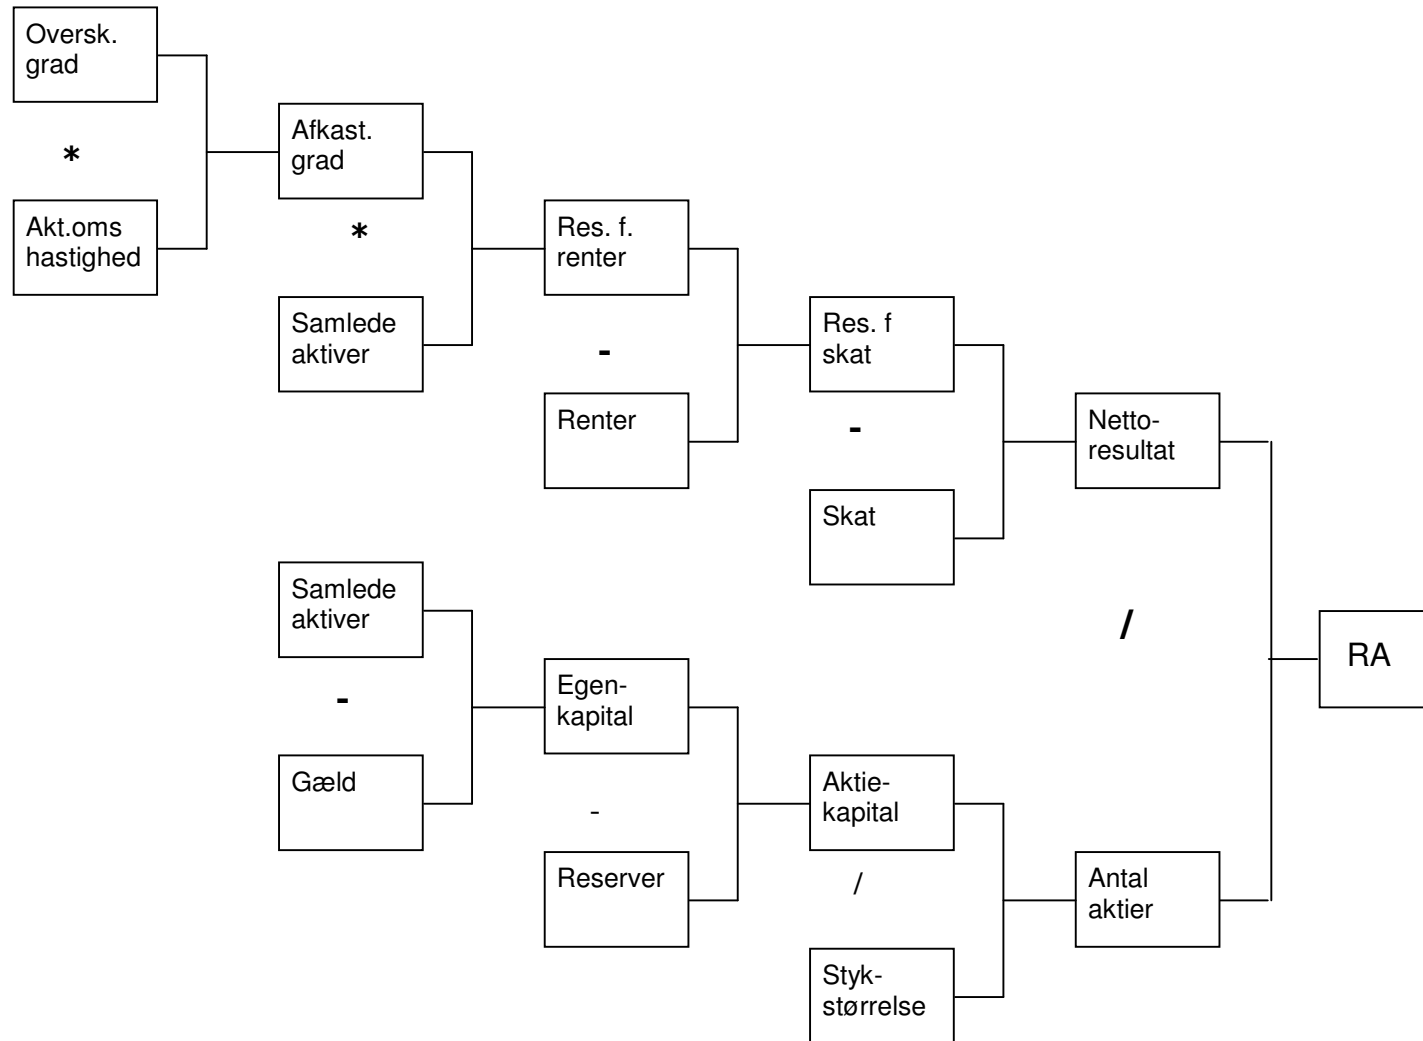 Oversk.
grad
*
Akt.oms
hastighed
Afkast.
grad
*
Samlede
aktiver
Res. f.
renter
-
Renter
Res. f
skat
-
Skat
Netto-
resultat
/
RA
Samlede
aktiver
-
Gæld
Egen-
kapital
-
Reserver
Aktie-
kapital
/
Styk-
størrelse
Antal
aktier